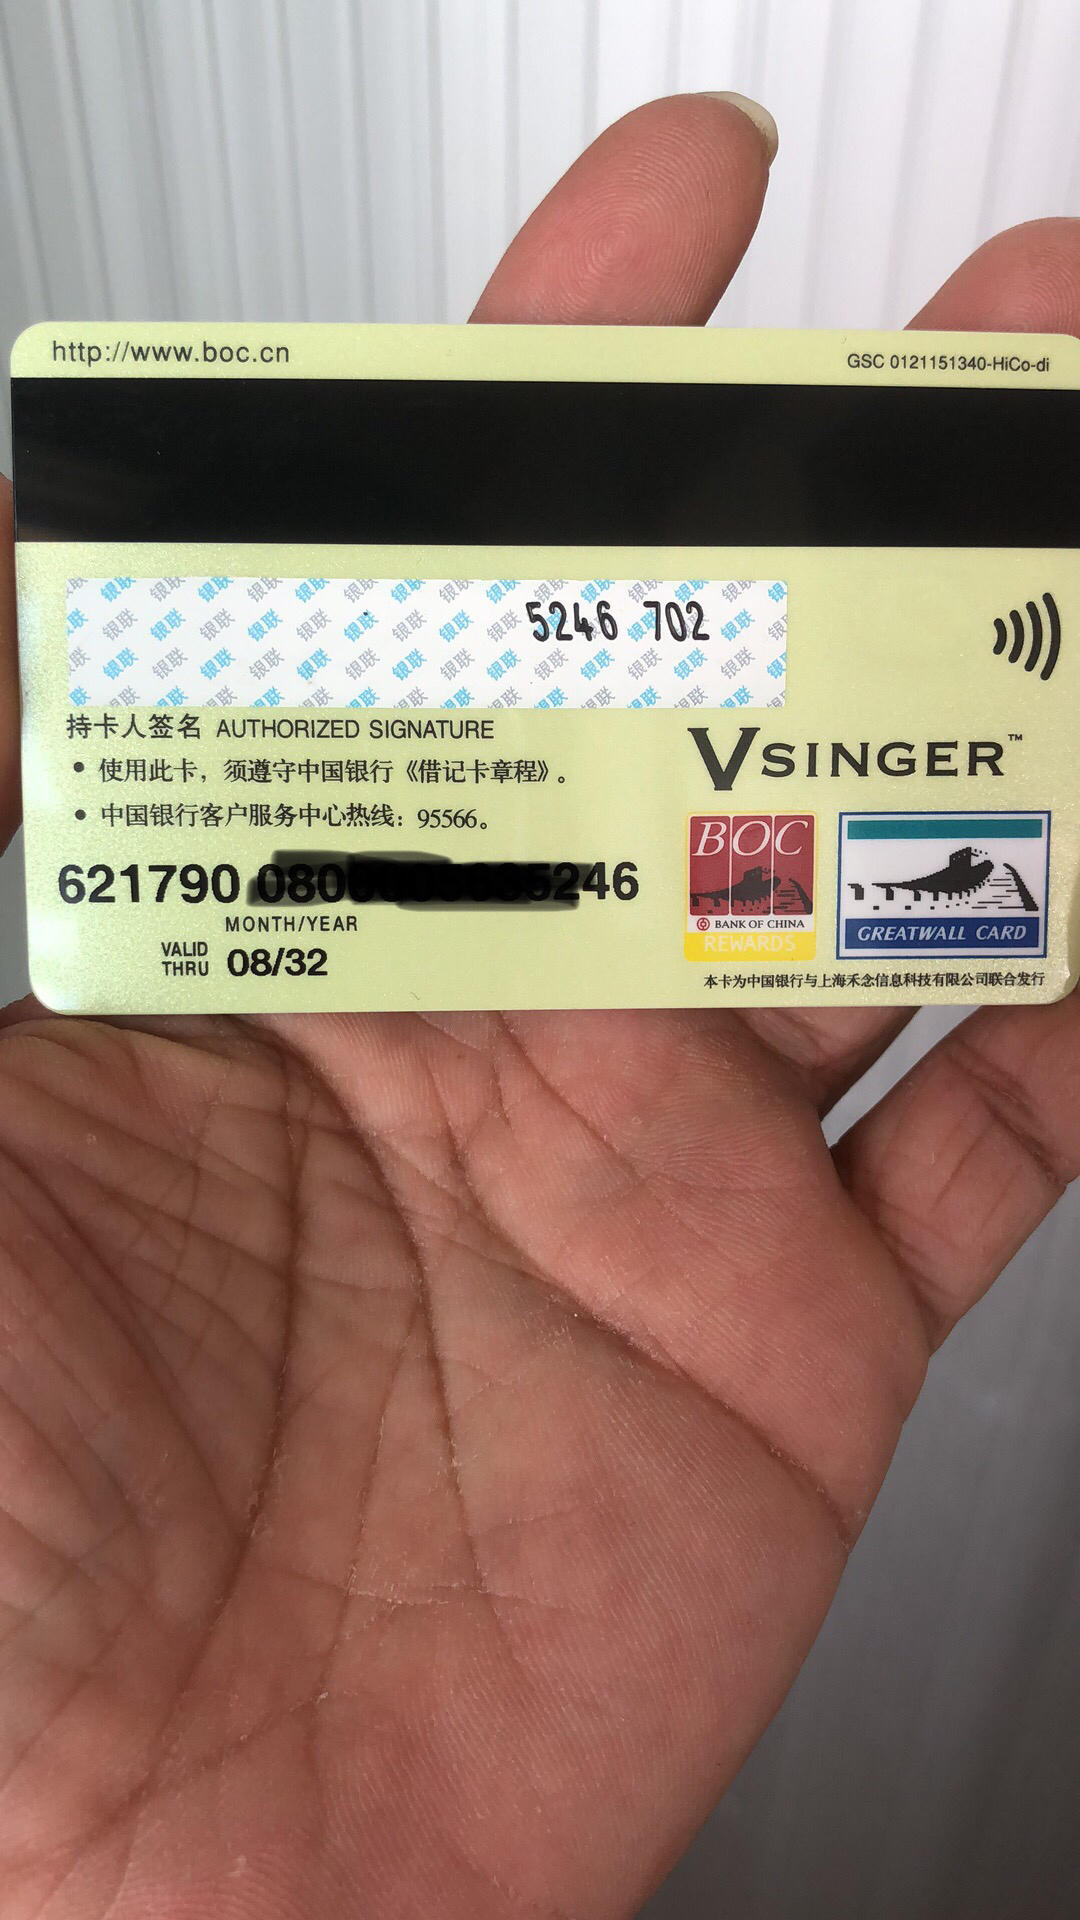 http://www.boc.cn
GSC 0121151340-HiCo-di
银联
5246 702
持卡人签名 AUTHORIZED SIGNATURE
• 使用此卡，须遵守中国银行《借记卡章程》。
• 中国银行客户服务中心热线：95566。
621790 246
MONTH/YEAR
VALID THRU 08/32
VSINGER™
BOC
BANK OF CHINA
REWARDS
GREATWALL CARD
本卡为中国银行与上海禾念信息科技有限公司联合发行